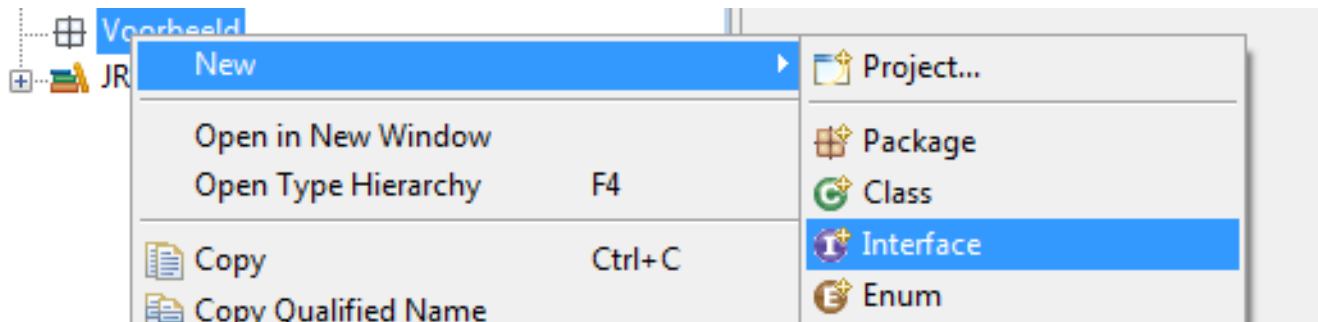 Voorbeeld
JR
New
Project...
Open in New Window
Package
Open Type Hierarchy F4
Class
Interface
Copy Ctrl+C
Enum
Copy Qualified Name